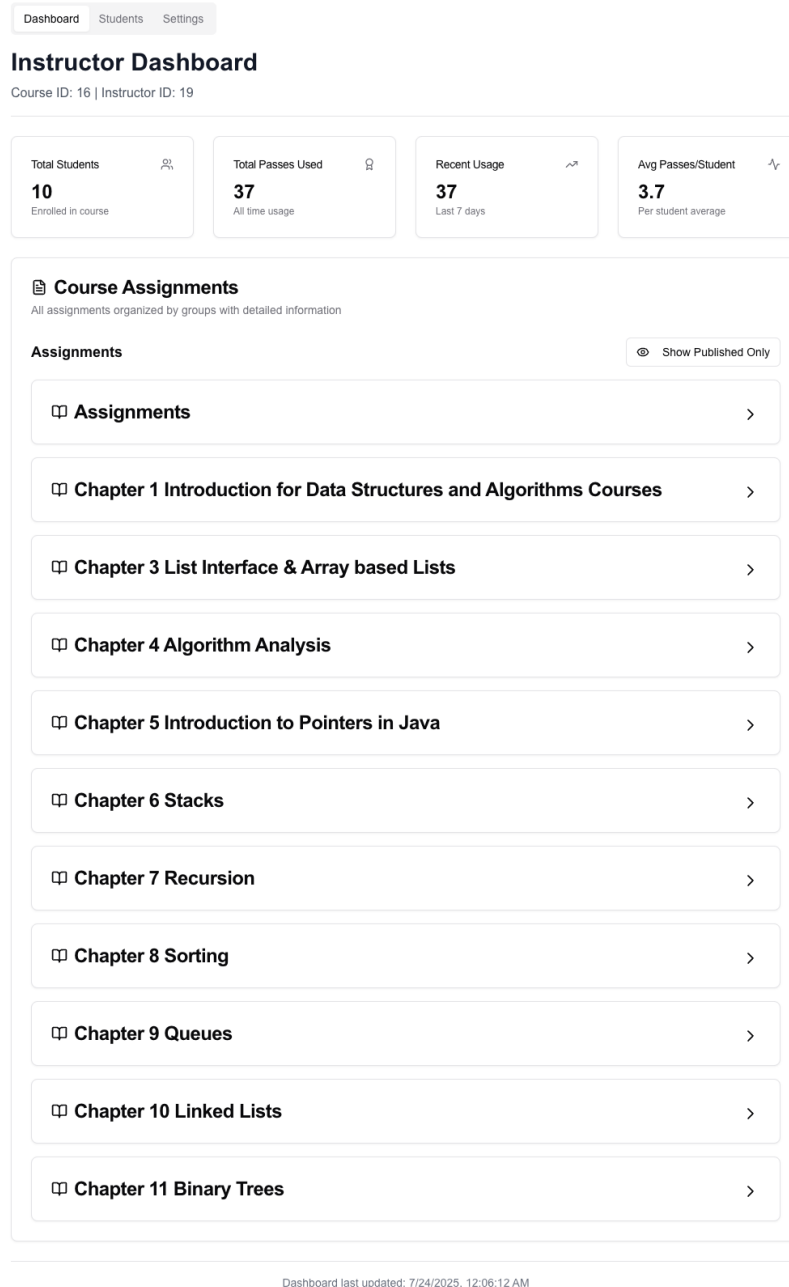 Dashboard Students Settings
Instructor Dashboard
Course ID: 16 | Instructor ID: 19
Total Students
10
Enrolled in course
Total Passes Used
37
All time usage
Recent Usage
37
Last 7 days
Avg Passes/Student
3.7
Per student average
Course Assignments
All assignments organized by groups with detailed information
Assignments
Show Published Only
Assignments
Chapter 1 Introduction for Data Structures and Algorithms Courses
Chapter 3 List Interface & Array based Lists
Chapter 4 Algorithm Analysis
Chapter 5 Introduction to Pointers in Java
Chapter 6 Stacks
Chapter 7 Recursion
Chapter 8 Sorting
Chapter 9 Queues
Chapter 10 Linked Lists
Chapter 11 Binary Trees
Dashboard last updated: 7/24/2025, 12:06:12 AM